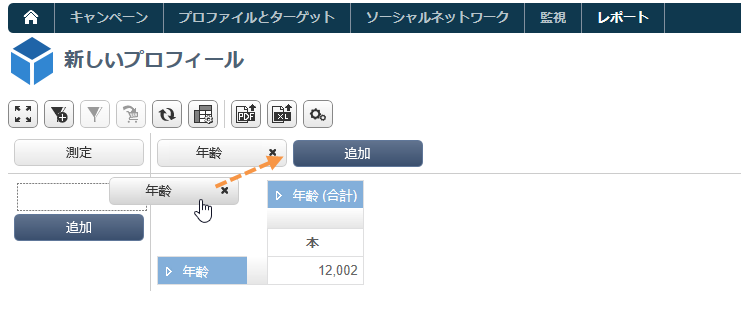 キャンペーン プロファイルとターゲット ソーシャルネットワーク 監視 レポート
新しいプロフィール
PDF XL
測定 年齢 追加
年齢
追加
年齢 (合計)
本
年齢 12,002